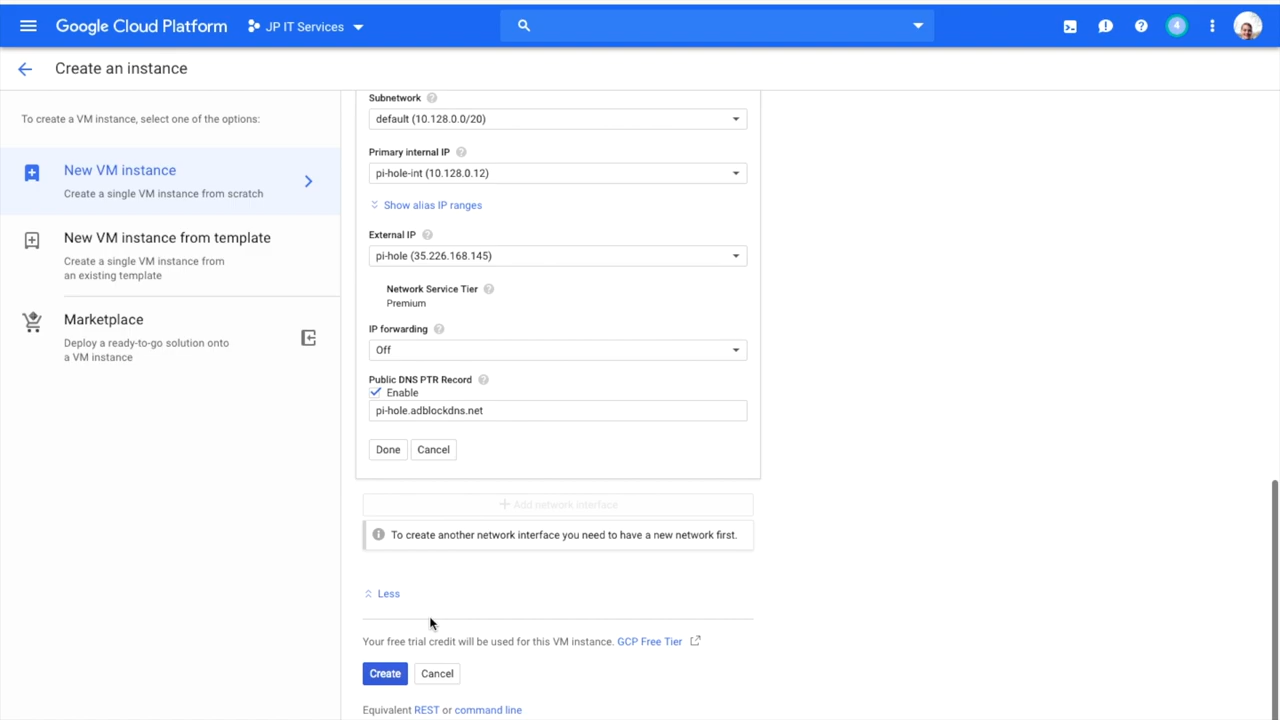 Google Cloud Platform
JP IT Services
4
Create an instance
To create a VM instance, select one of the options:
New VM instance
Create a single VM instance from scratch
New VM instance from template
Create a single VM instance from
an existing template
Marketplace
Deploy a ready-to-go solution onto
a VM instance
Subnetwork
default (10.128.0.0/20)
Primary internal IP
pi-hole-int (10.128.0.12)
Show alias IP ranges
External IP
pi-hole (35.226.168.145)
Network Service Tier
Premium
IP forwarding
Off
Public DNS PTR Record
Enable
pi-hole.adblockdns.net
Done Cancel
+ Add network interface
To create another network interface you need to have a new network first.
Less
Your free trial credit will be used for this VM instance. GCP Free Tier
Create Cancel
Equivalent REST or command line